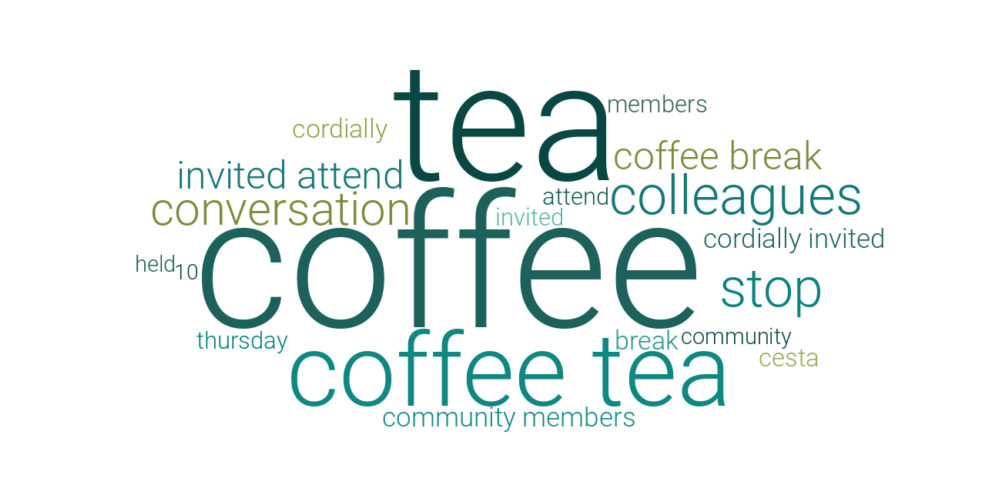 tea
members
cordially
coffee break
invited attend
colleagues
attend
conversation
invited
coffee
cordially invited
held
10
stop
thursday
break
community
coffee tea
cesta
community members